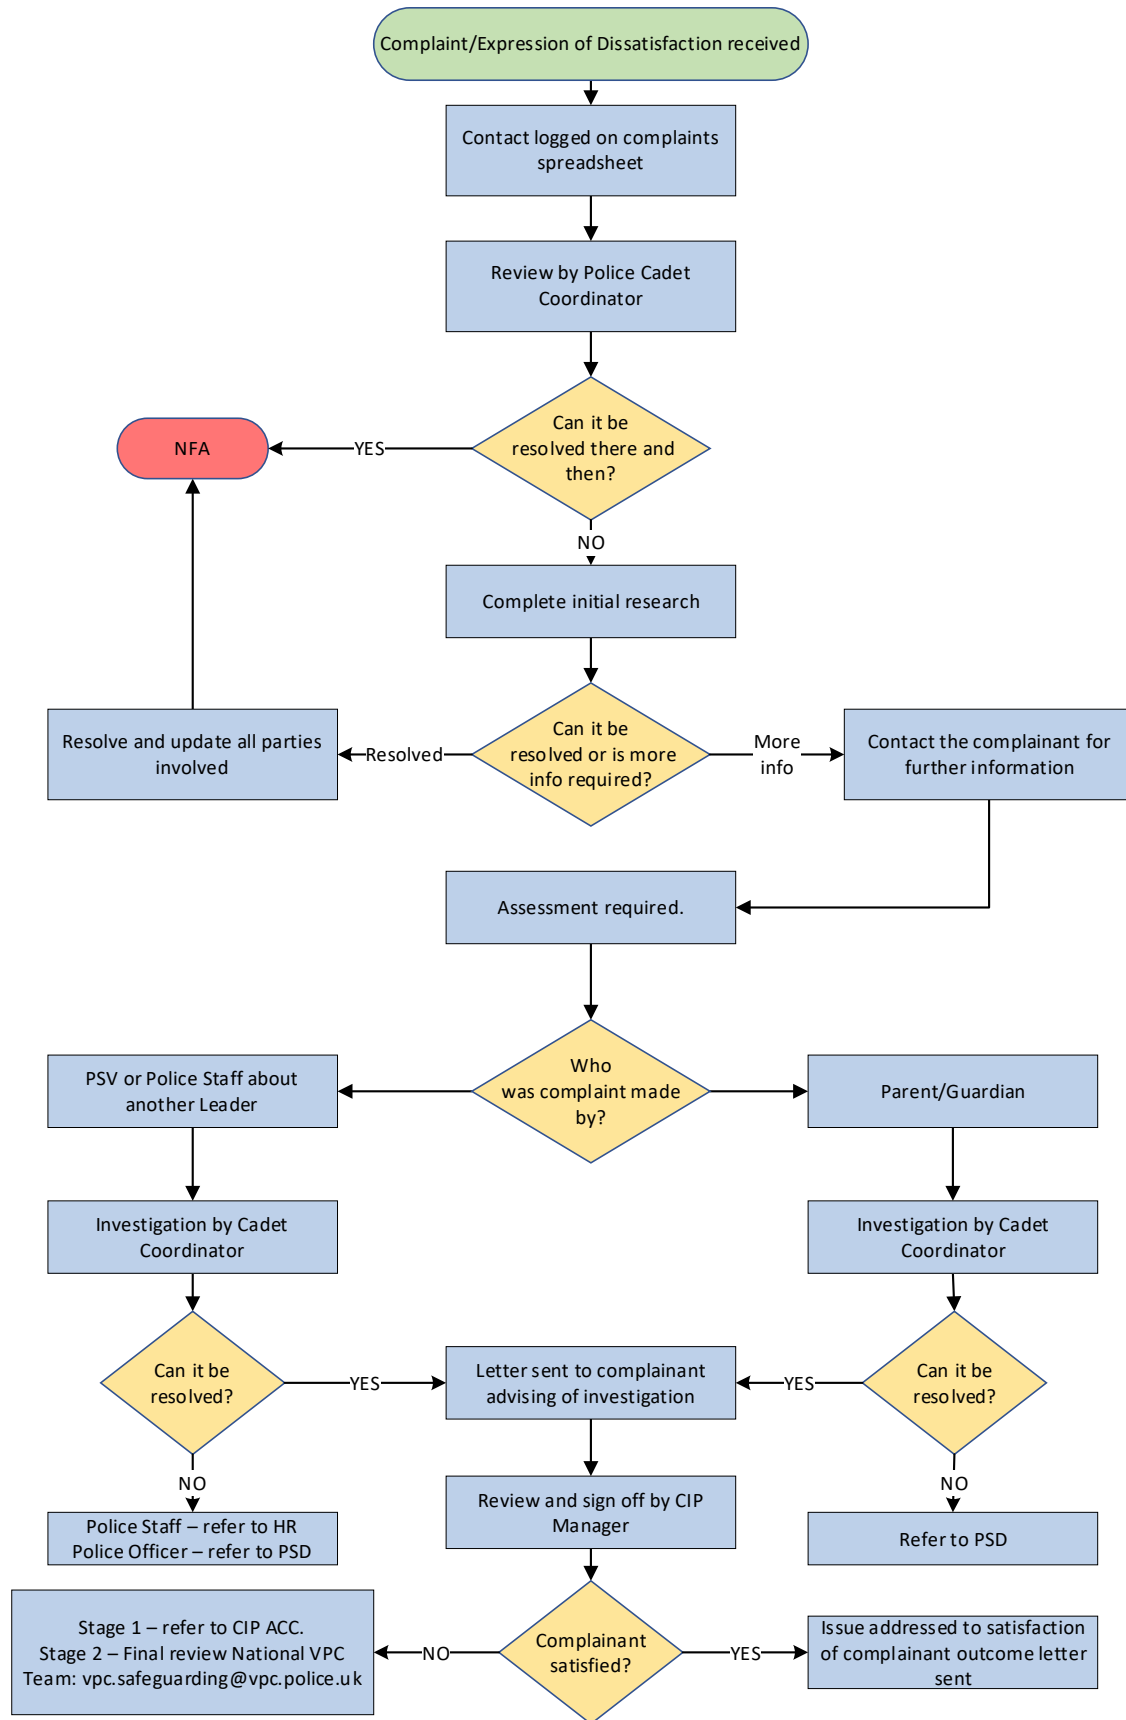 Complaint/Expression of Dissatisfaction received
Contact logged on complaints
spreadsheet
Review by Police Cadet
Coordinator
Can it be
resolved there and
then?
YES
NFA
NO
Complete initial research
Can it be
resolved or is more
info required?
Resolved
Resolve and update all parties
involved
More
info
Contact the complainant for
further information
Assessment required.
Who
was complaint made
by?
PSV or Police Staff about
another Leader
Parent/Guardian
Investigation by Cadet
Coordinator
Investigation by Cadet
Coordinator
Can it be
resolved?
YES
Letter sent to complainant
advising of investigation
YES
Can it be
resolved?
NO
NO
Police Staff – refer to HR
Police Officer – refer to PSD
Review and sign off by CIP
Manager
Refer to PSD
Stage 1 – refer to CIP ACC.
Stage 2 – Final review National VPC
Team: vpc.safeguarding@vpc.police.uk
NO
Complainant
satisfied?
YES
Issue addressed to satisfaction
of complainant outcome letter
sent